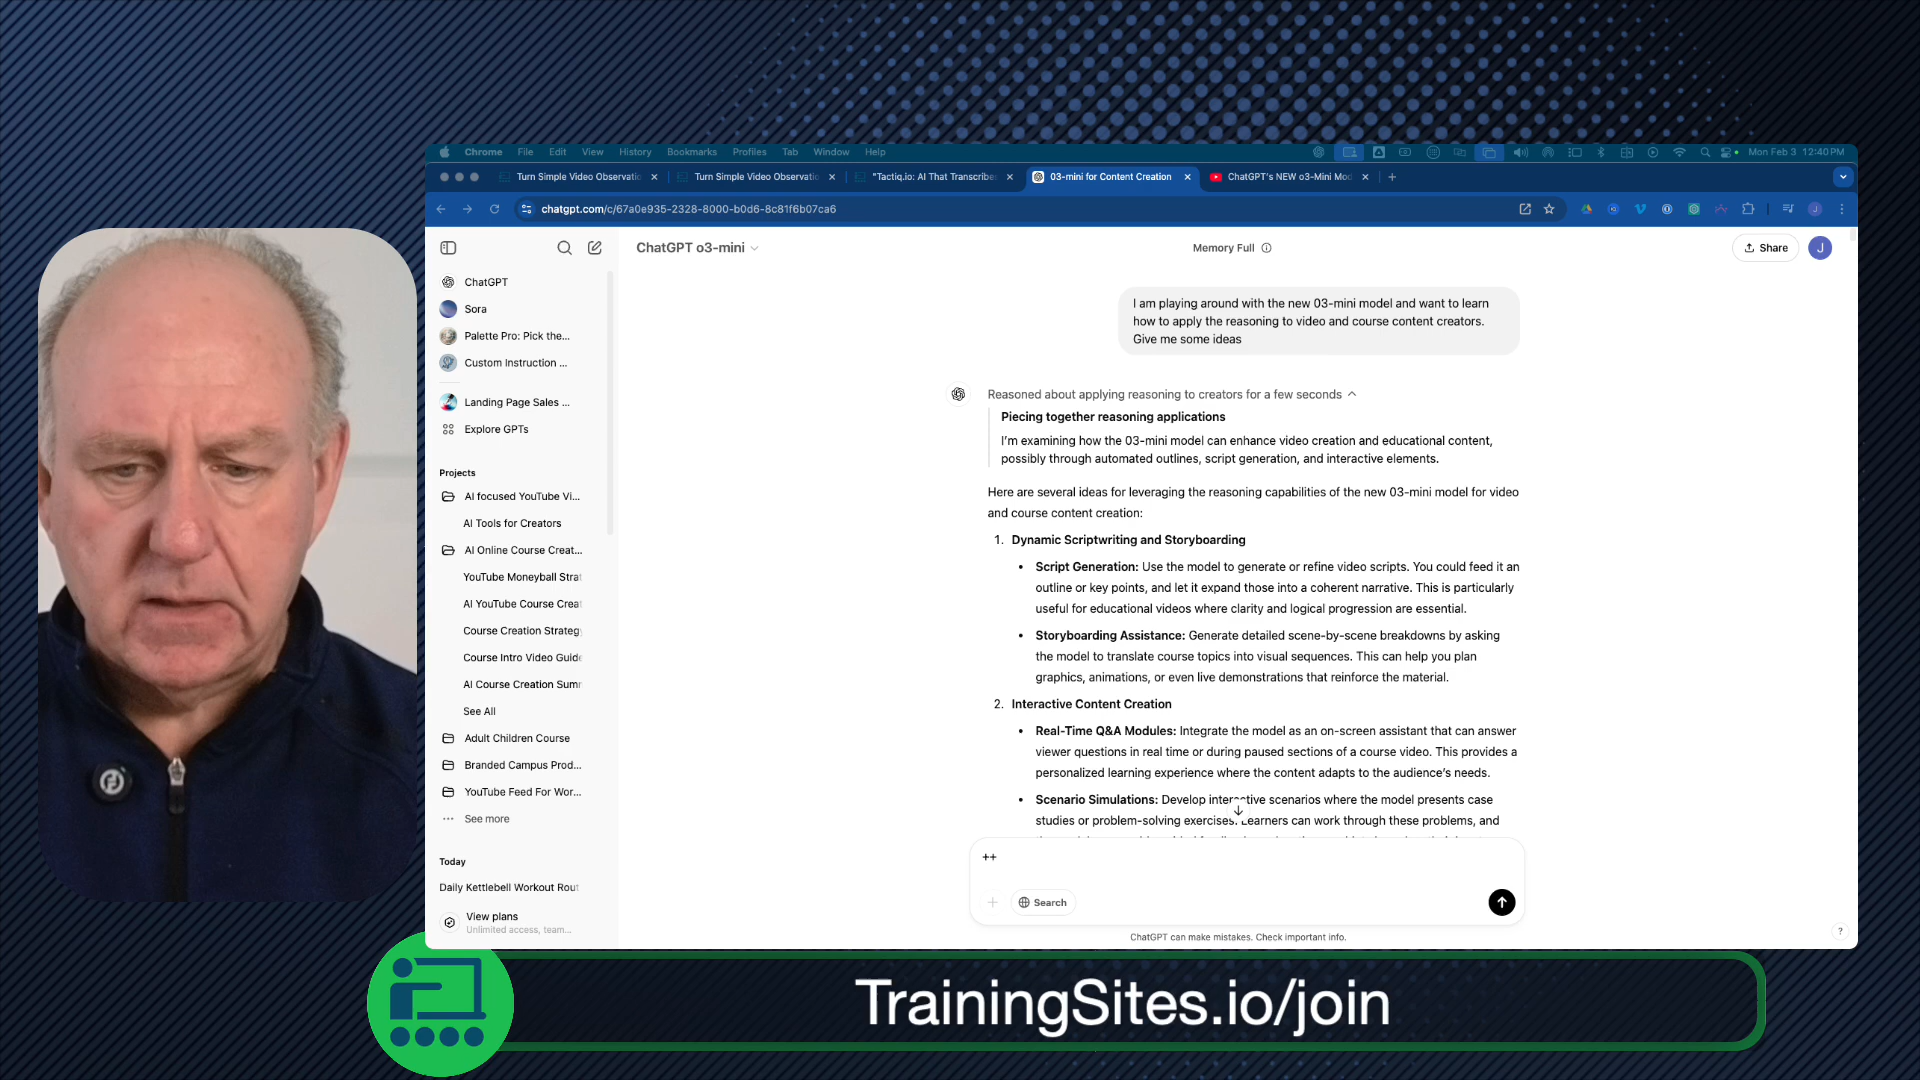 Chrome File Edit View History Bookmarks Profiles Tab Window Help
Mon Feb 3 12:40 PM
Turn Simple Video Observatio
Turn Simple Video Observatio
"Tactiq.io: AI That Transcribes
03-mini for Content Creation
ChatGPT's NEW o3-Mini Mod
chatgpt.com/c/67a0e935-2328-8000-b0d6-8c81f6b07ca6
ChatGPT o3-mini
Memory Full
Share
J
ChatGPT
Sora
Palette Pro: Pick the...
Custom Instruction ...
Landing Page Sales ...
Explore GPTs
Projects
AI focused YouTube Vi...
AI Tools for Creators
AI Online Course Creat...
YouTube Moneyball Strat
AI YouTube Course Crea
Course Creation Strategy
Course Intro Video Guide
AI Course Creation Summ
See All
Adult Children Course
Branded Campus Prod...
YouTube Feed For Wor...
See more
Today
Daily Kettlebell Workout Rout
View plans
Unlimited access, team...
I am playing around with the new 03-mini model and want to learn
how to apply the reasoning to video and course content creators.
Give me some ideas
Reasoned about applying reasoning to creators for a few seconds
Piecing together reasoning applications
I'm examining how the 03-mini model can enhance video creation and educational content,
possibly through automated outlines, script generation, and interactive elements.
Here are several ideas for leveraging the reasoning capabilities of the new 03-mini model for video
and course content creation:
1. Dynamic Scriptwriting and Storyboarding
• Script Generation: Use the model to generate or refine video scripts. You could feed it an
outline or key points, and let it expand those into a coherent narrative. This is particularly
useful for educational videos where clarity and logical progression are essential.
• Storyboarding Assistance: Generate detailed scene-by-scene breakdowns by asking
the model to translate course topics into visual sequences. This can help you plan
graphics, animations, or even live demonstrations that reinforce the material.
2. Interactive Content Creation
• Real-Time Q&A Modules: Integrate the model as an on-screen assistant that can answer
viewer questions in real time or during paused sections of a course video. This provides a
personalized learning experience where the content adapts to the audience's needs.
• Scenario Simulations: Develop interactive scenarios where the model presents case
studies or problem-solving exercises. Learners can work through these problems, and
++
Search
ChatGPT can make mistakes. Check important info.
?
TrainingSites.io/join